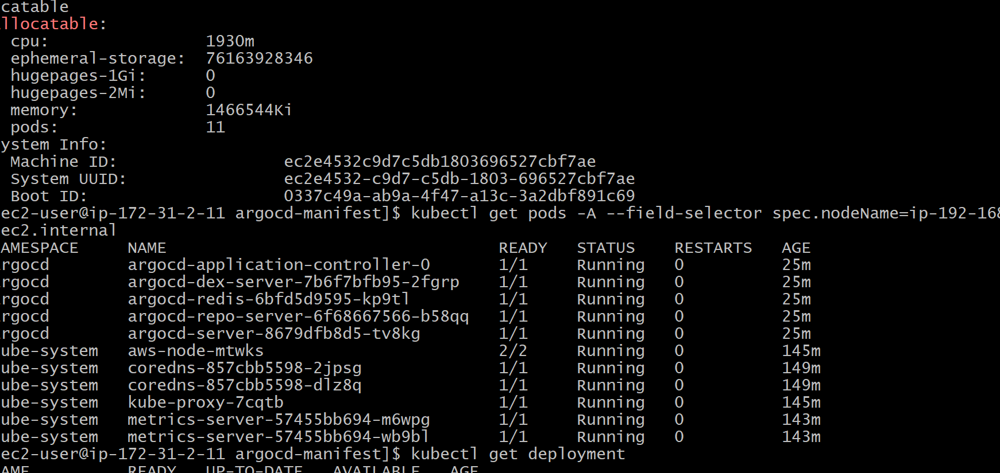 catable
llocatable:
cpu: 1930m
ephemeral-storage: 76163928346
hugepages-1Gi: 0
hugepages-2Mi: 0
memory: 1466544Ki
pods: 11
ystem Info:
Machine ID: ec2e4532c9d7c5db1803696527cbf7ae
System UUID: ec2e4532-c9d7-c5db-1803-696527cbf7ae
Boot ID: 0337c49a-ab9a-4f47-a13c-3a2dbf891c69
ec2-user@ip-172-31-2-11 argocd-manifest]$ kubectl get pods -A --field-selector spec.nodeName=ip-192-168
ec2.internal
AMESPACE NAME READY STATUS RESTARTS AGE
rgocd argocd-application-controller-0 1/1 Running 0 25m
rgocd argocd-dex-server-7b6f7bfb95-2fgrp 1/1 Running 0 25m
rgocd argocd-redis-6bfd5d9595-kp9tl 1/1 Running 0 25m
rgocd argocd-repo-server-6f68667566-b58qq 1/1 Running 0 25m
rgocd argocd-server-8679dfb8d5-tv8kg 1/1 Running 0 25m
ube-system aws-node-mtwks 2/2 Running 0 145m
ube-system coredns-857cbb5598-2jpsg 1/1 Running 0 149m
ube-system coredns-857cbb5598-dlz8q 1/1 Running 0 149m
ube-system kube-proxy-7cqtb 1/1 Running 0 145m
ube-system metrics-server-57455bb694-m6wpg 1/1 Running 0 143m
ube-system metrics-server-57455bb694-wb9bl 1/1 Running 0 143m
ec2-user@ip-172-31-2-11 argocd-manifest]$ kubectl get deployment
AME READY UP-TO-DATE AVAILABLE AGE